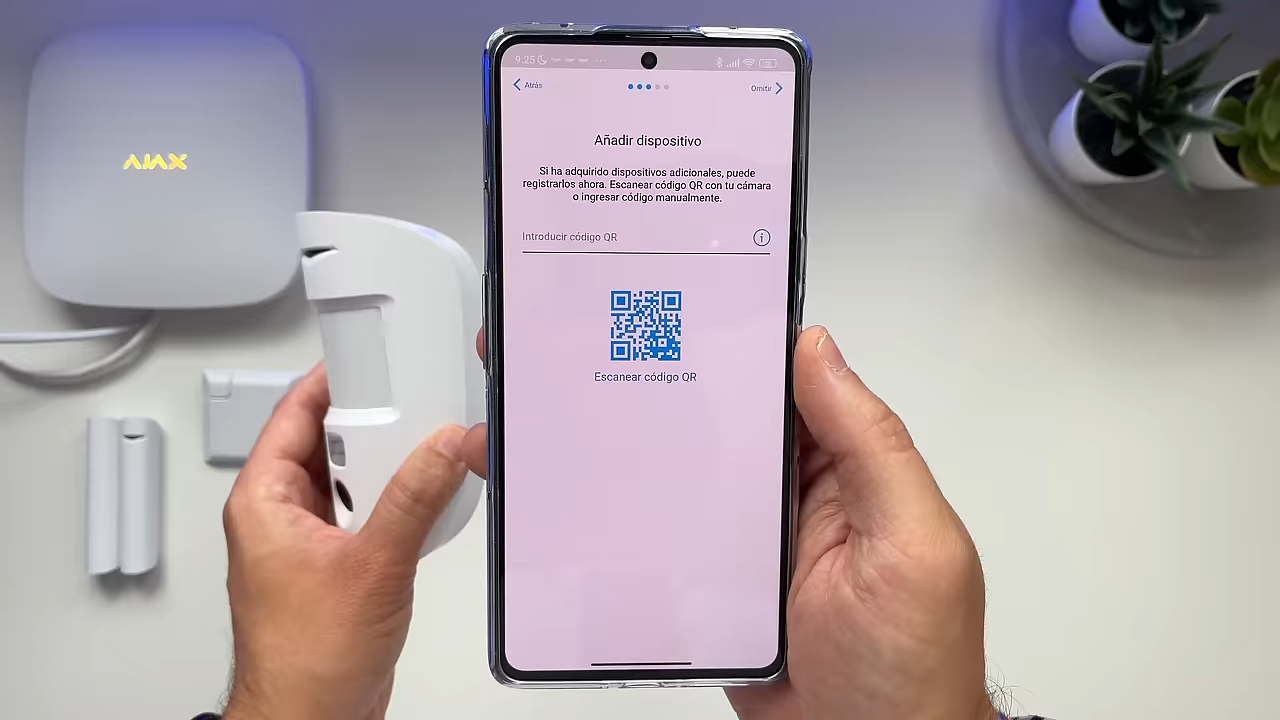 AJAX
9:25
Atrás
Omitir
Añadir dispositivo
Si ha adquirido dispositivos adicionales, puede
registrarlos ahora. Escanear código QR con tu cámara
o ingresar código manualmente.
Introducir código QR
Escanear código QR